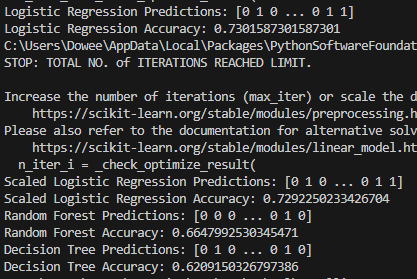 Logistic Regression Predictions: [0 1 0 ... 0 1 1]
Logistic Regression Accuracy: 0.7301587301587301
C:\Users\Dowee\AppData\Local\Packages\PythonSoftwareFoundat
STOP: TOTAL NO. of ITERATIONS REACHED LIMIT.
Increase the number of iterations (max_iter) or scale the d
https://scikit-learn.org/stable/modules/preprocessing.h
Please also refer to the documentation for alternative solv
https://scikit-learn.org/stable/modules/linear_model.ht
n_iter_i = _check_optimize_result(
Scaled Logistic Regression Predictions: [0 1 0 ... 0 1 1]
Scaled Logistic Regression Accuracy: 0.7292250233426704
Random Forest Predictions: [0 0 0 ... 0 1 0]
Random Forest Accuracy: 0.6647992530345471
Decision Tree Predictions: [0 1 0 ... 0 1 0]
Decision Tree Accuracy: 0.6209150326797386